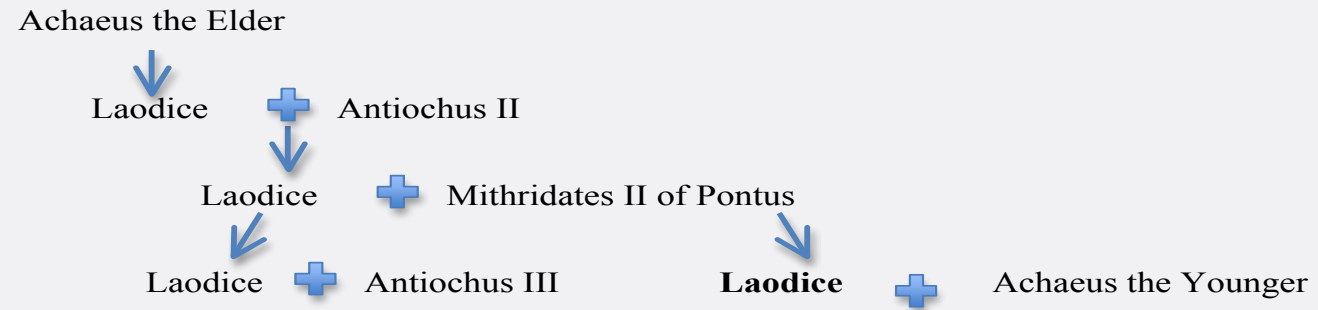 Achaeus the Elder
Laodice Antiochus II
Laodice Mithridates II of Pontus
Laodice Antiochus III Laodice Achaeus the Younger